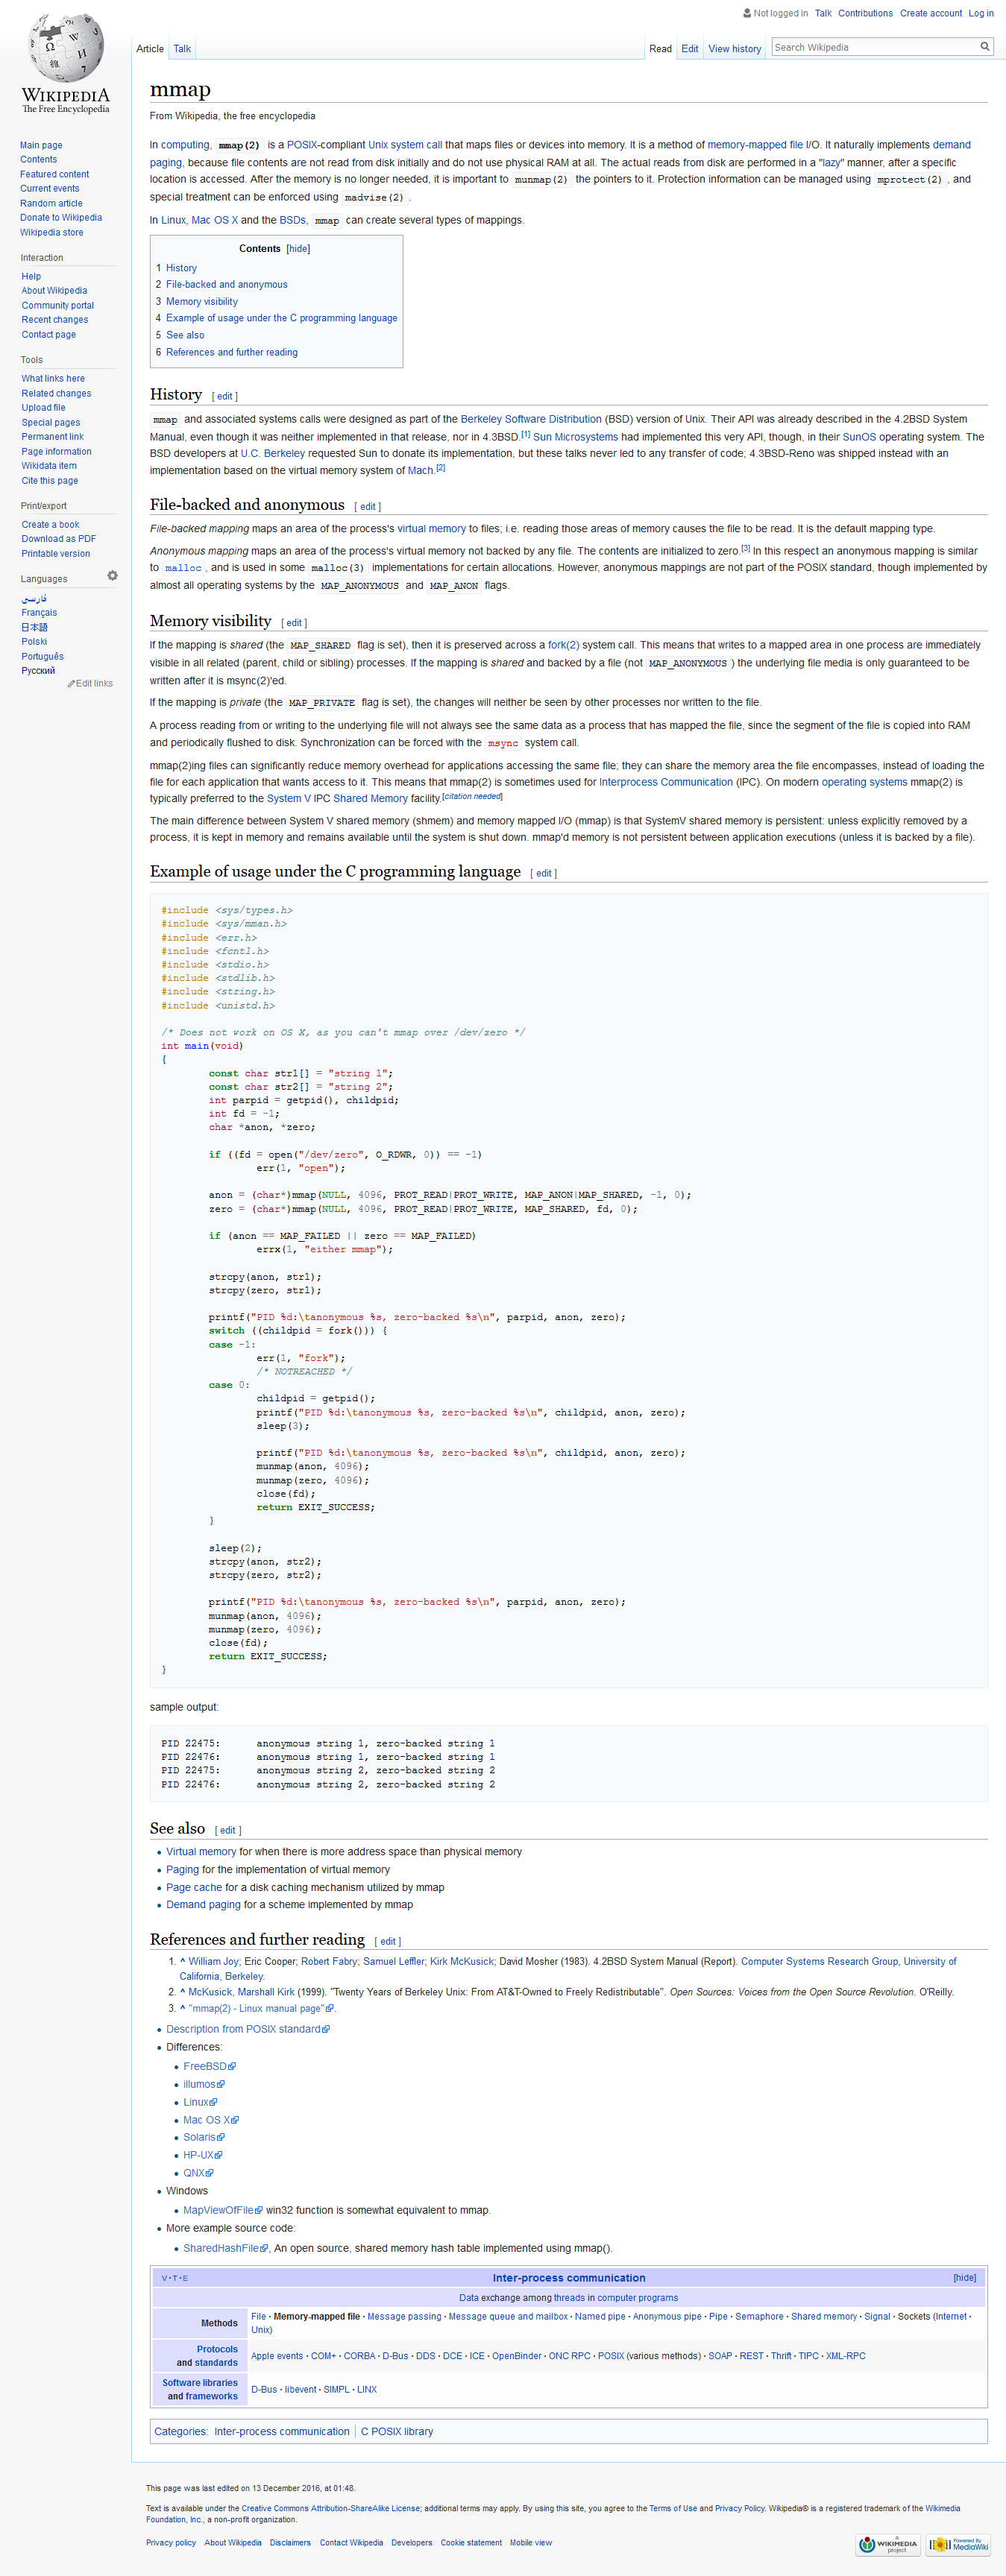 Not logged in Talk Contributions Create account Log in
Article Talk Read Edit View history Search Wikipedia
WIKIPEDIA
The Free Encyclopedia
Main page
Contents
Featured content
Current events
Random article
Donate to Wikipedia
Wikipedia store
Interaction
Help
About Wikipedia
Community portal
Recent changes
Contact page
Tools
What links here
Related changes
Upload file
Special pages
Permanent link
Page information
Wikidata item
Cite this page
Print/export
Create a book
Download as PDF
Printable version
Languages
فارسی
Français
日本語
Polski
Português
Русский
Edit links
mmap
From Wikipedia, the free encyclopedia
In computing, mmap(2) is a POSIX-compliant Unix system call that maps files or devices into memory. It is a method of memory-mapped file I/O. It naturally implements demand
paging, because file contents are not read from disk initially and do not use physical RAM at all. The actual reads from disk are performed in a "lazy" manner, after a specific
location is accessed. After the memory is no longer needed, it is important to munmap(2) the pointers to it. Protection information can be managed using mprotect(2), and
special treatment can be enforced using madvise(2).
In Linux, Mac OS X and the BSDs, mmap can create several types of mappings.
Contents [hide]
1 History
2 File-backed and anonymous
3 Memory visibility
4 Example of usage under the C programming language
5 See also
6 References and further reading
History [ edit ]
mmap and associated systems calls were designed as part of the Berkeley Software Distribution (BSD) version of Unix. Their API was already described in the 4.2BSD System
Manual, even though it was neither implemented in that release, nor in 4.3BSD.[1] Sun Microsystems had implemented this very API, though, in their SunOS operating system. The
BSD developers at U.C. Berkeley requested Sun to donate its implementation, but these talks never led to any transfer of code; 4.3BSD-Reno was shipped instead with an
implementation based on the virtual memory system of Mach.[2]
File-backed and anonymous [ edit ]
File-backed mapping maps an area of the process's virtual memory to files; i.e. reading those areas of memory causes the file to be read. It is the default mapping type.
Anonymous mapping maps an area of the process's virtual memory not backed by any file. The contents are initialized to zero.[3] In this respect an anonymous mapping is similar
to malloc, and is used in some malloc(3) implementations for certain allocations. However, anonymous mappings are not part of the POSIX standard, though implemented by
almost all operating systems by the MAP_ANONYMOUS and MAP_ANON flags.
Memory visibility [ edit ]
If the mapping is shared (the MAP_SHARED flag is set), then it is preserved across a fork(2) system call. This means that writes to a mapped area in one process are immediately
visible in all related (parent, child or sibling) processes. If the mapping is shared and backed by a file (not MAP_ANONYMOUS ) the underlying file media is only guaranteed to be
written after it is msync(2)'ed.
If the mapping is private (the MAP_PRIVATE flag is set), the changes will neither be seen by other processes nor written to the file.
A process reading from or writing to the underlying file will not always see the same data as a process that has mapped the file, since the segment of the file is copied into RAM
and periodically flushed to disk. Synchronization can be forced with the msync system call.
mmap(2)ing files can significantly reduce memory overhead for applications accessing the same file; they can share the memory area the file encompasses, instead of loading the
file for each application that wants access to it. This means that mmap(2) is sometimes used for Interprocess Communication (IPC). On modern operating systems mmap(2) is
typically preferred to the System V IPC Shared Memory facility.[citation needed]
The main difference between System V shared memory (shmem) and memory mapped I/O (mmap) is that SystemV shared memory is persistent: unless explicitly removed by a
process, it is kept in memory and remains available until the system is shut down. mmap'd memory is not persistent between application executions (unless it is backed by a file).
Example of usage under the C programming language [ edit ]
#include <sys/types.h>
#include <sys/mman.h>
#include <err.h>
#include <fcntl.h>
#include <stdio.h>
#include <stdlib.h>
#include <string.h>
#include <unistd.h>
/* Does not work on OS X, as you can't mmap over /dev/zero */
int main(void)
{
const char str1[] = "string 1";
const char str2[] = "string 2";
int parpid = getpid(), childpid;
int fd = -1;
char *anon, *zero;
if ((fd = open("/dev/zero", O_RDWR, 0)) == -1)
err(1, "open");
anon = (char*)mmap(NULL, 4096, PROT_READ|PROT_WRITE, MAP_ANON|MAP_SHARED, -1, 0);
zero = (char*)mmap(NULL, 4096, PROT_READ|PROT_WRITE, MAP_SHARED, fd, 0);
if (anon == MAP_FAILED || zero == MAP_FAILED)
errx(1, "either mmap");
strcpy(anon, str1);
strcpy(zero, str1);
printf("PID %d:\tanonymous %s, zero-backed %s\n", parpid, anon, zero);
switch ((childpid = fork())) {
case -1:
err(1, "fork");
/* NOTREACHED */
case 0:
childpid = getpid();
printf("PID %d:\tanonymous %s, zero-backed %s\n", childpid, anon, zero);
sleep(3);
printf("PID %d:\tanonymous %s, zero-backed %s\n", childpid, anon, zero);
munmap(anon, 4096);
munmap(zero, 4096);
close(fd);
return EXIT_SUCCESS;
}
sleep(2);
strcpy(anon, str2);
strcpy(zero, str2);
printf("PID %d:\tanonymous %s, zero-backed %s\n", parpid, anon, zero);
munmap(anon, 4096);
munmap(zero, 4096);
close(fd);
return EXIT_SUCCESS;
}
sample output:
PID 22475: anonymous string 1, zero-backed string 1
PID 22476: anonymous string 1, zero-backed string 1
PID 22475: anonymous string 2, zero-backed string 2
PID 22476: anonymous string 2, zero-backed string 2
See also [ edit ]
Virtual memory for when there is more address space than physical memory
Paging for the implementation of virtual memory
Page cache for a disk caching mechanism utilized by mmap
Demand paging for a scheme implemented by mmap
References and further reading [ edit ]
1. ^ William Joy; Eric Cooper; Robert Fabry; Samuel Leffler; Kirk McKusick; David Mosher (1983). 4.2BSD System Manual (Report). Computer Systems Research Group, University of
California, Berkeley.
2. ^ McKusick, Marshall Kirk (1999). "Twenty Years of Berkeley Unix: From AT&T-Owned to Freely Redistributable". Open Sources: Voices from the Open Source Revolution. O'Reilly.
3. ^ "mmap(2) - Linux manual page".
Description from POSIX standard
Differences:
FreeBSD
illumos
Linux
Mac OS X
Solaris
HP-UX
QNX
Windows
MapViewOfFile win32 function is somewhat equivalent to mmap.
More example source code:
SharedHashFile, An open source, shared memory hash table implemented using mmap().
V · T · E Inter-process communication [hide]
Data exchange among threads in computer programs
Methods File · Memory-mapped file · Message passing · Message queue and mailbox · Named pipe · Anonymous pipe · Pipe · Semaphore · Shared memory · Signal · Sockets (Internet ·
Unix)
Protocols
and standards Apple events · COM+ · CORBA · D-Bus · DDS · DCE · ICE · OpenBinder · ONC RPC · POSIX (various methods) · SOAP · REST · Thrift · TIPC · XML-RPC
Software libraries
and frameworks D-Bus · libevent · SIMPL · LINX
Categories: Inter-process communication | C POSIX library
This page was last edited on 13 December 2016, at 01:48.
Text is available under the Creative Commons Attribution-ShareAlike License; additional terms may apply. By using this site, you agree to the Terms of Use and Privacy Policy. Wikipedia® is a registered trademark of the Wikimedia
Foundation, Inc., a non-profit organization.
Privacy policy About Wikipedia Disclaimers Contact Wikipedia Developers Cookie statement Mobile view
A WIKIMEDIA project
Powered By MediaWiki